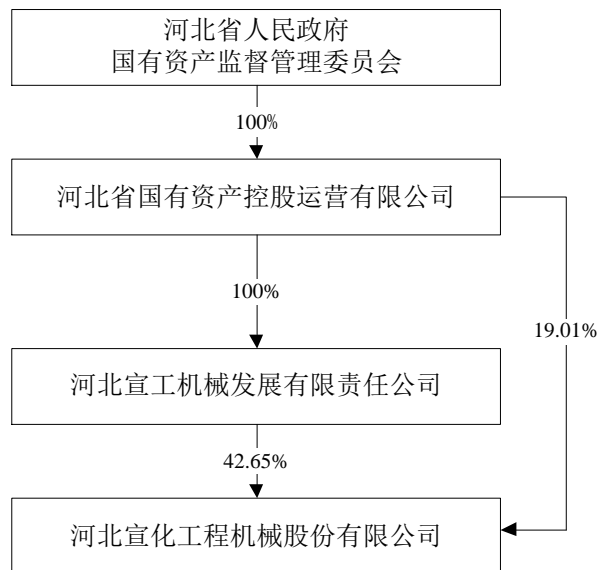 河北省人民政府
国有资产监督管理委员会
100%
河北省国有资产控股运营有限公司
100%
19.01%
河北宣工机械发展有限责任公司
42.65%
河北宣化工程机械股份有限公司